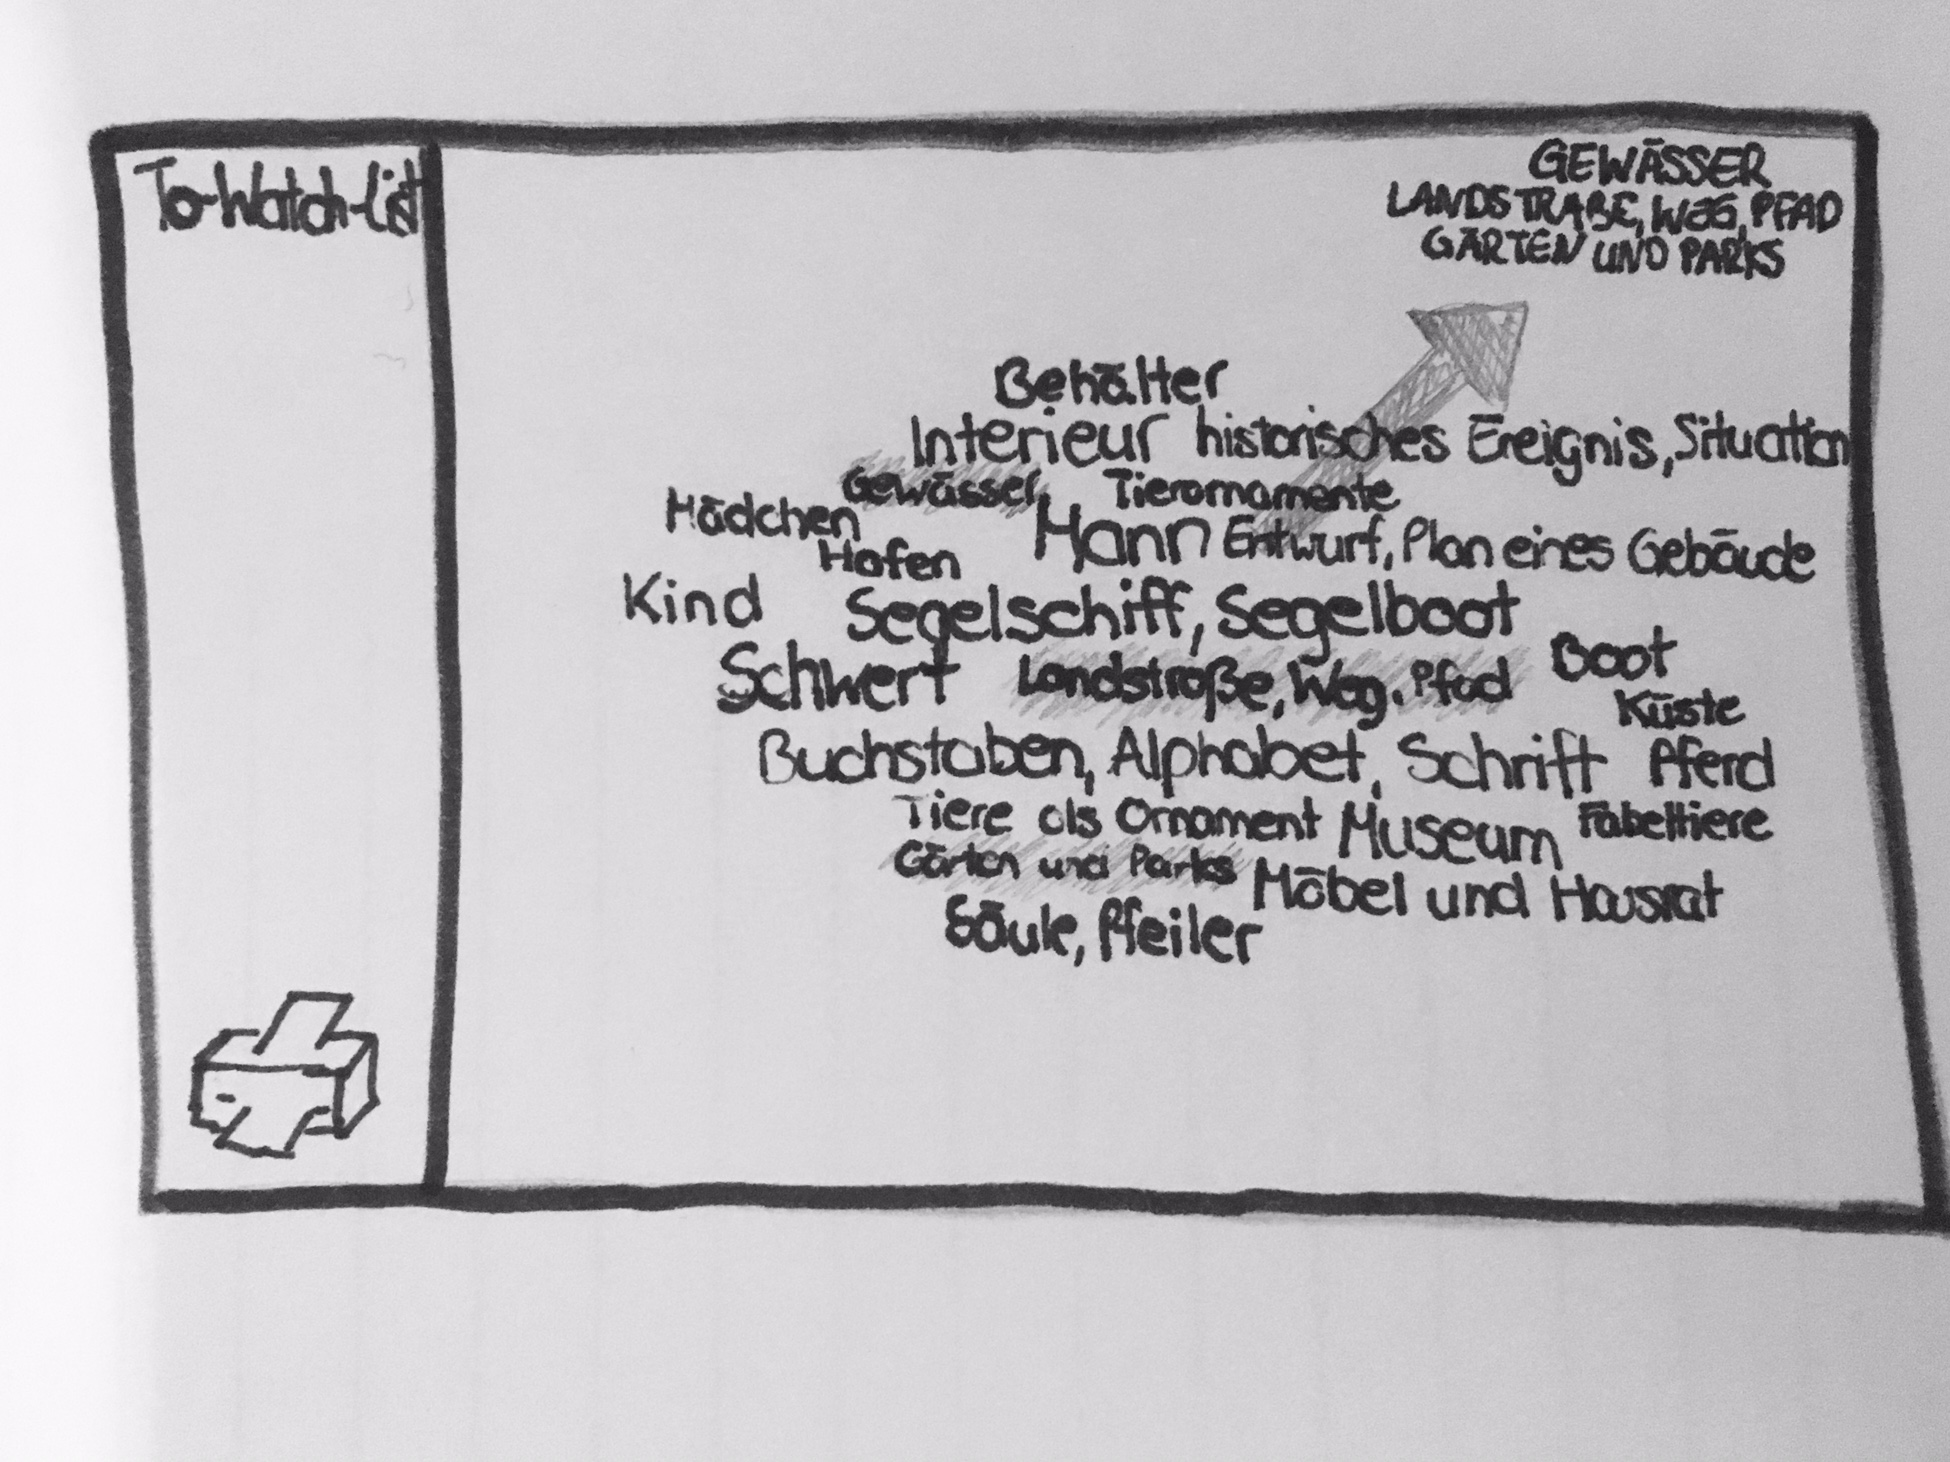 To-Watch-List
GEWÄSSER
LANDSTRAßE, WEG, PFAD
GÄRTEN UND PARKS
Behälter
Interieur historisches Ereignis, Situation
Gewässer, Tierornamente
Mädchen Mann Entwurf, Plan eines Gebäude
Hafen
Kind Segelschiff, Segelboot
Schwert Landstraße, Weg, Pfad Boot
Küste
Buchstaben, Alphabet, Schrift Pferd
Tiere als Ornament Museum Fabeltiere
Gärten und Parks Möbel und Hausrat
Säule, Pfeiler